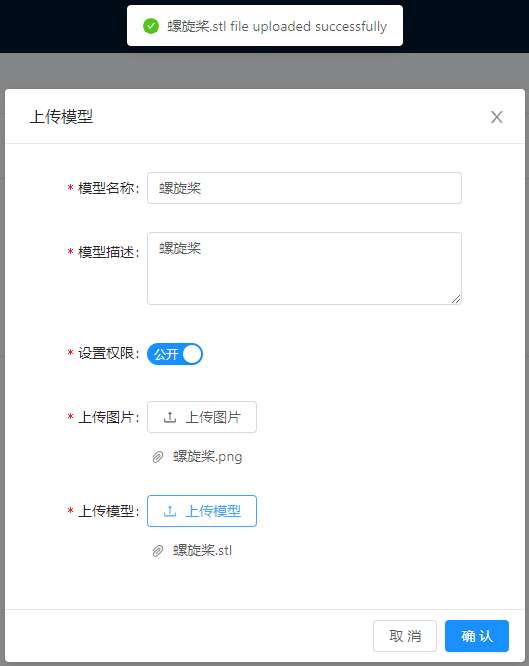 螺旋桨.stl file uploaded successfully
上传模型
* 模型名称: 螺旋桨
* 模型描述: 螺旋桨
* 设置权限: 公开
* 上传图片: 上传图片
螺旋桨.png
* 上传模型: 上传模型
螺旋桨.stl
取 消 确 认